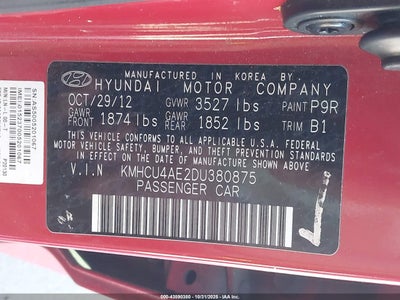 MANUFACTURED IN KOREA BY
HYUNDAI MOTOR COMPANY
OCT/29/12 GVWR 3527 lbs PAINT P9R
GAWR FRONT 1874 lbs GAWR REAR 1852 lbs TRIM B1
THIS VEHICLE CONFORMS TO ALL
APPLICABLE U.S. FEDERAL MOTOR VEHICLE
SAFETY, BUMPER, AND THEFT PREVENTION
STANDARDS IN EFFECT ON THE DATE OF
MANUFACTURE SHOWN ABOVE.
V.I.N KMHCU4AE2DU380875
PASSENGER CAR
000-43590360 - 10/31/2025 - IAAI.COM